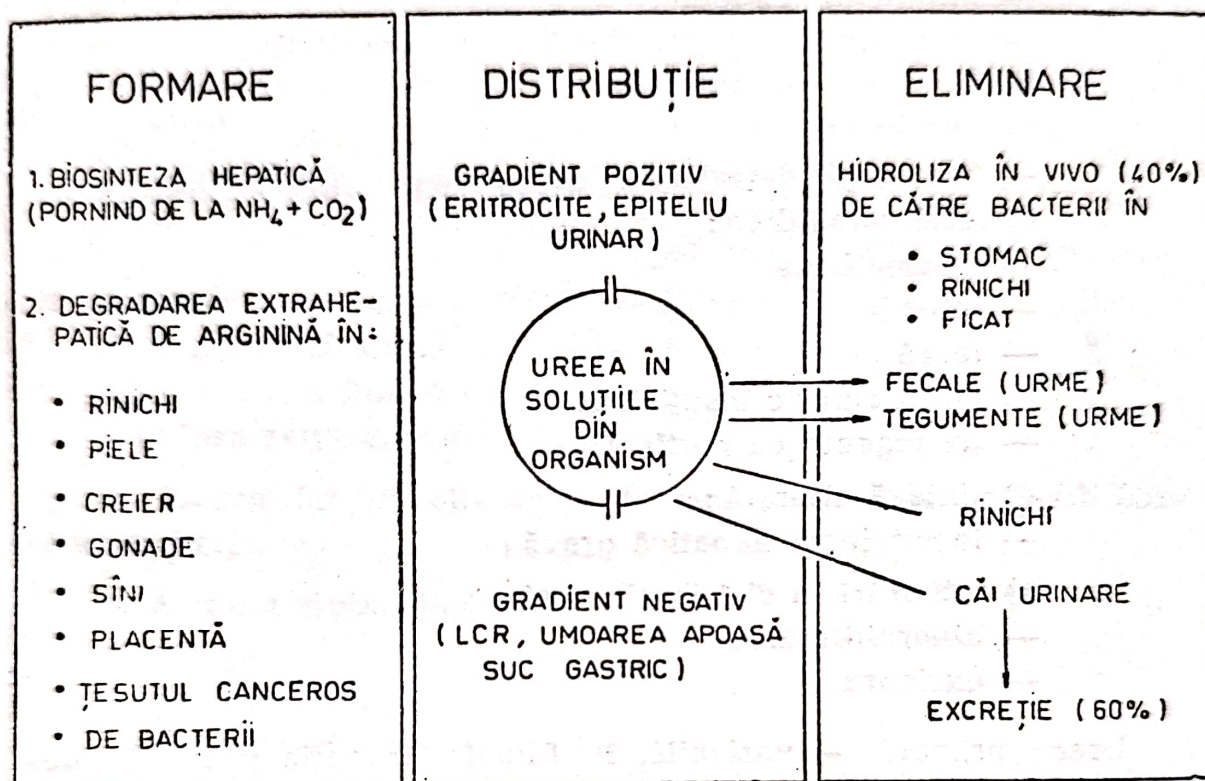 FORMARE
1. BIOSINTEZA HEPATICĂ
(PORNIND DE LA NH₄ + CO₂)
2. DEGRADAREA EXTRAHE-
PATICĂ DE ARGININĂ ÎN:
• RINICHI
• PIELE
• CREIER
• GONADE
• SÎNI
• PLACENTĂ
• ȚESUTUL CANCEROS
• DE BACTERII
DISTRIBUȚIE
GRADIENT POZITIV
(ERITROCITE, EPITELIU
URINAR)
UREEA ÎN
SOLUȚIILE
DIN
ORGANISM
GRADIENT NEGATIV
(LCR, UMOAREA APOASĂ
SUC GASTRIC)
ELIMINARE
HIDROLIZA ÎN VIVO (40%)
DE CĂTRE BACTERII ÎN
• STOMAC
• RINICHI
• FICAT
FECALE (URME)
TEGUMENTE (URME)
RINICHI
CĂI URINARE
EXCREȚIE (60%)